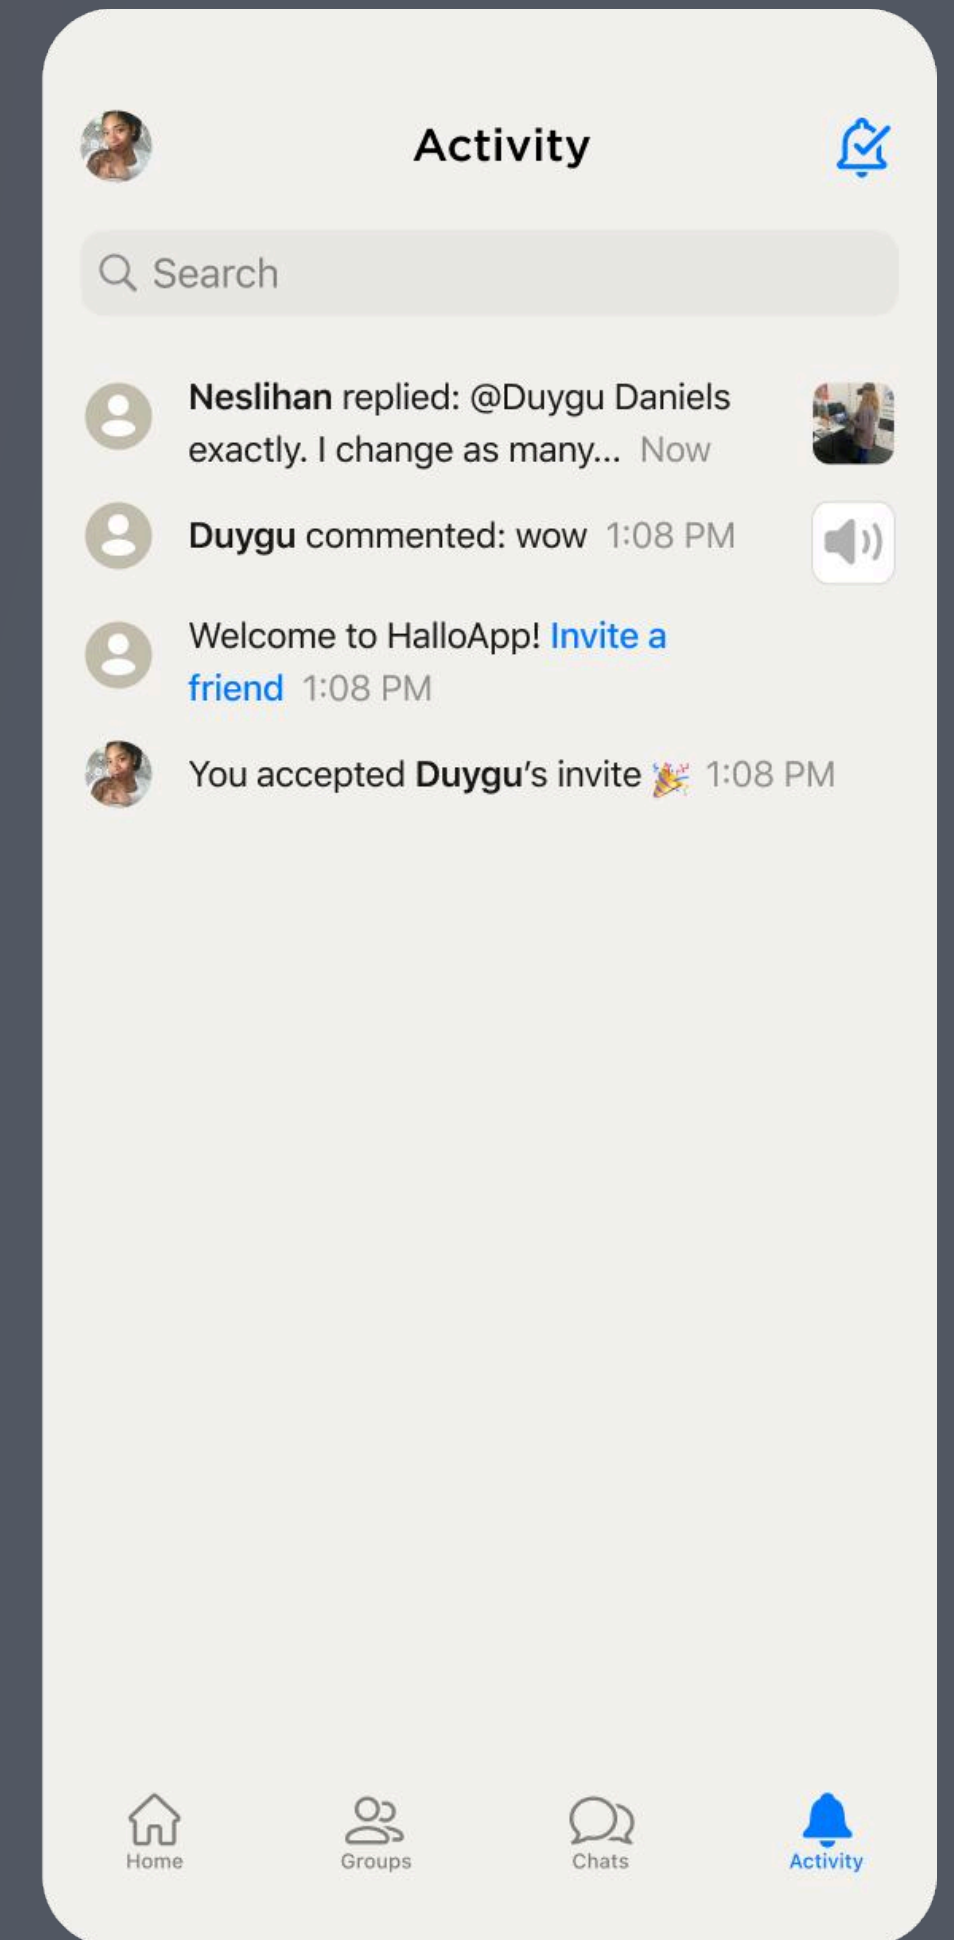 Activity
Search
Neslihan replied: @Duygu Daniels
exactly. I change as many... Now
Duygu commented: wow 1:08 PM
Welcome to HalloApp! Invite a
friend 1:08 PM
You accepted Duygu's invite 🎉 1:08 PM
Home
Groups
Chats
Activity